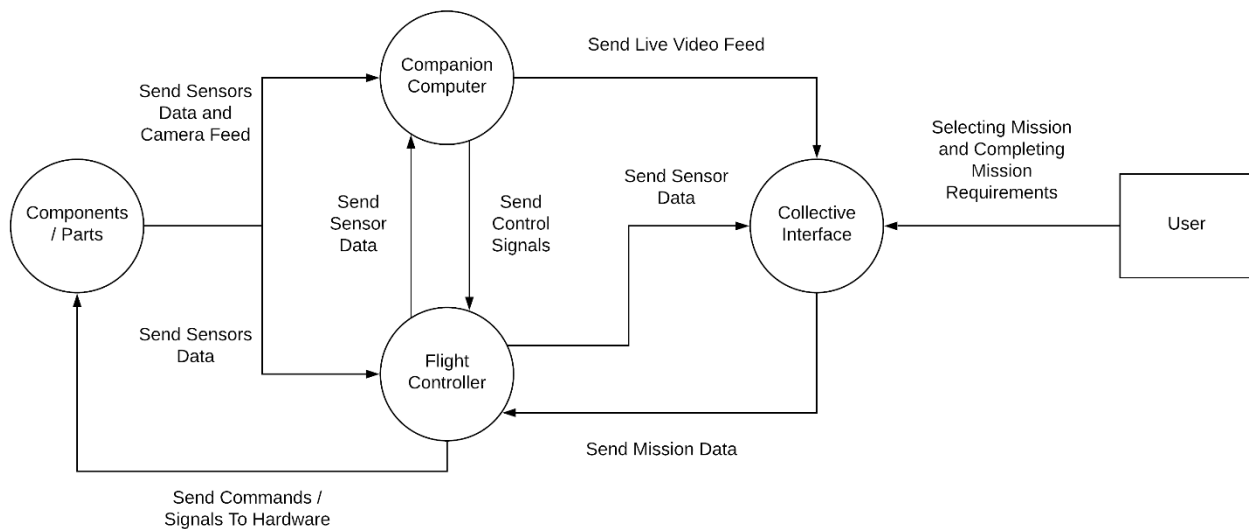 Send Live Video Feed
Companion
Computer
Send Sensors
Data and
Camera Feed
Selecting Mission
and Completing
Mission
Requirements
Components
/ Parts
Send
Sensor
Data
Send
Control
Signals
Send Sensor
Data
Collective
Interface
User
Send Sensors
Data
Flight
Controller
Send Mission Data
Send Commands /
Signals To Hardware